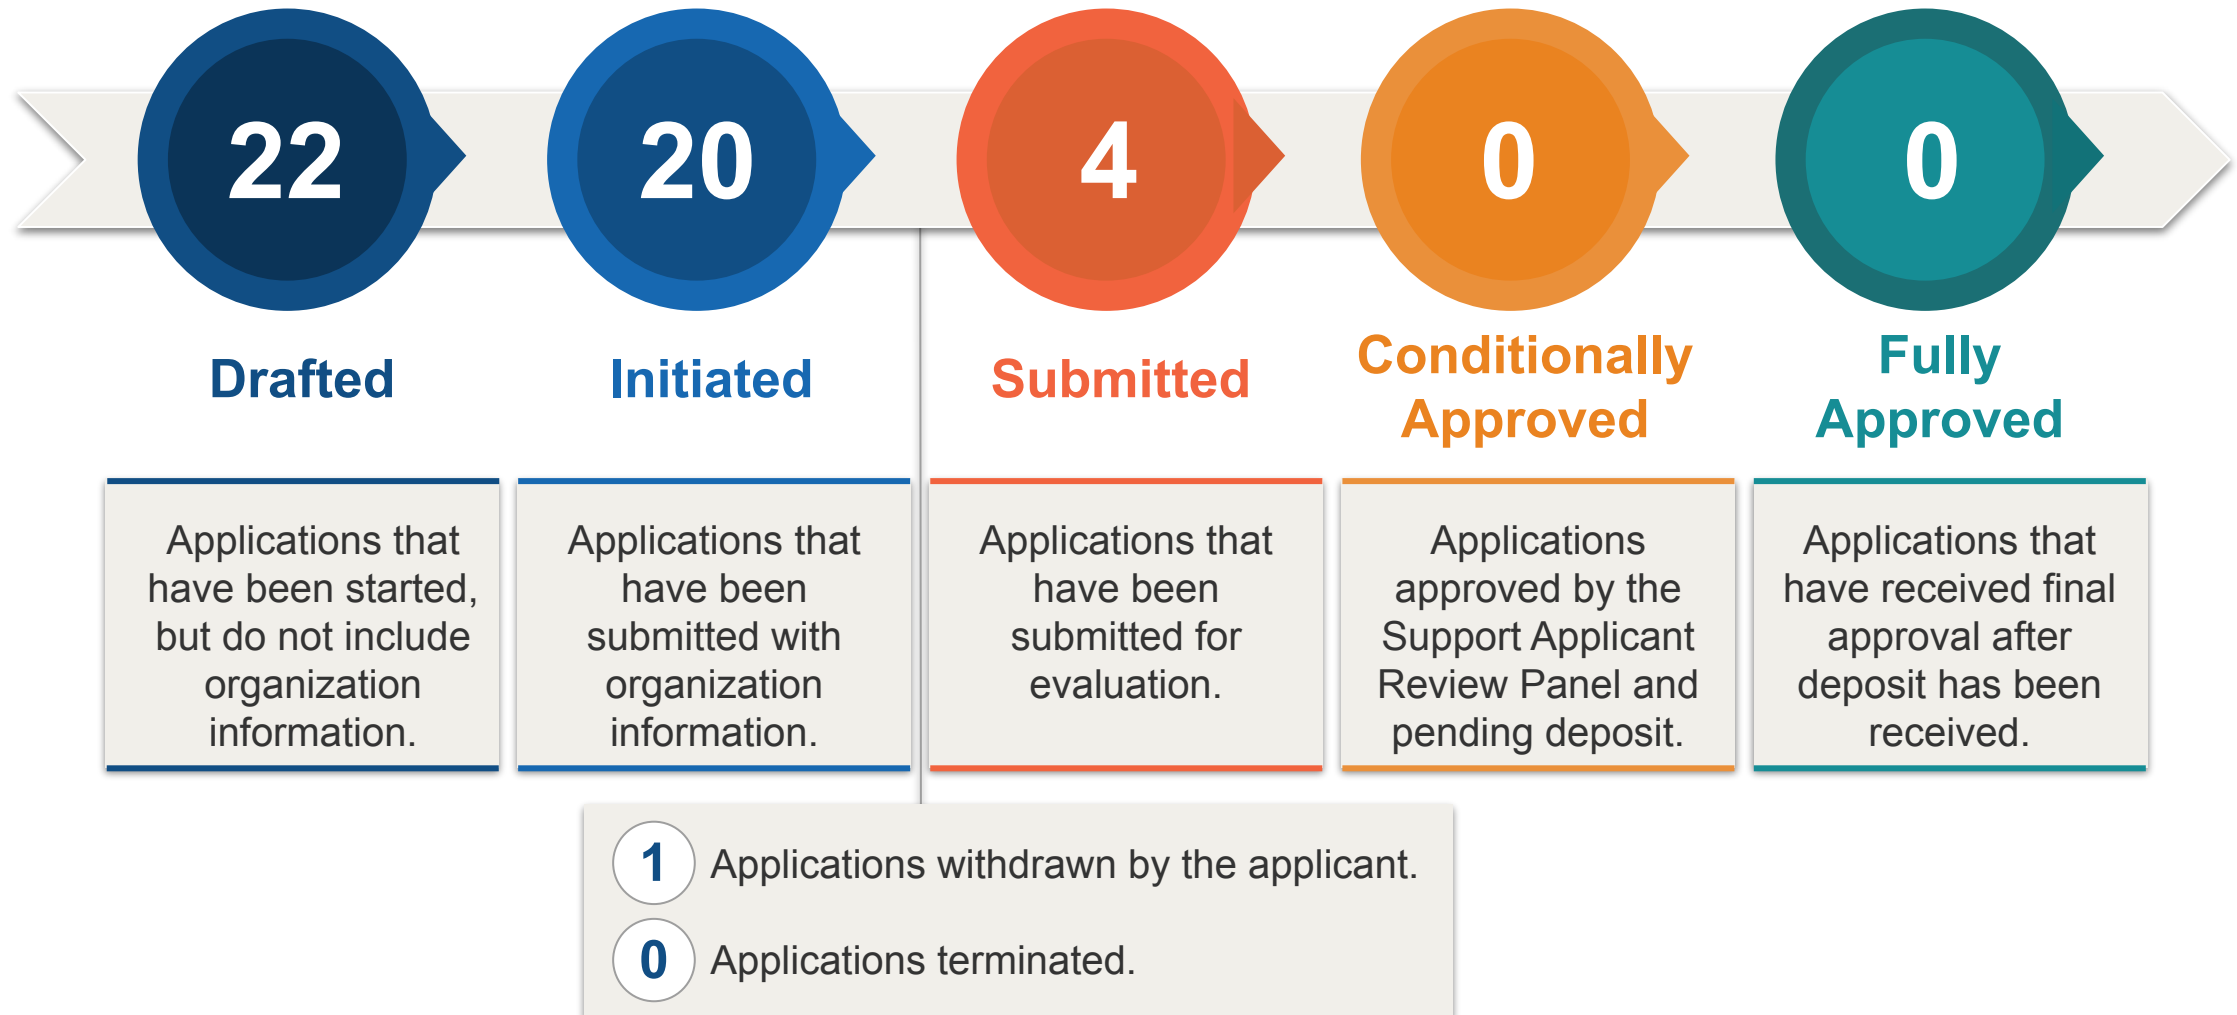 22
20
4
0
0
Drafted
Initiated
Submitted
Conditionally
Approved
Fully
Approved
Applications that
have been started,
but do not include
organization
information.
Applications that
have been
submitted with
organization
information.
Applications that
have been
submitted for
evaluation.
Applications
approved by the
Support Applicant
Review Panel and
pending deposit.
Applications that
have received final
approval after
deposit has been
received.
1 Applications withdrawn by the applicant.
0 Applications terminated.